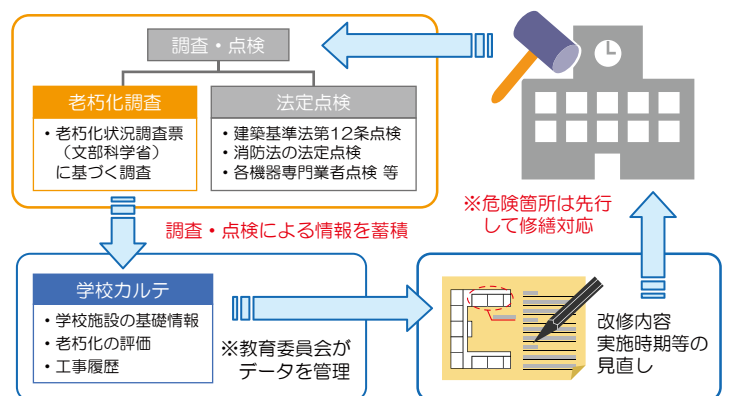 調査・点検
老朽化調査
・老朽化状況調査票
（文部科学省）
に基づく調査
法定点検
・建築基準法第12条点検
・消防法の法定点検
・各機器専門業者点検 等
※危険箇所は先行
して修繕対応
調査・点検による情報を蓄積
学校カルテ
・学校施設の基礎情報
・老朽化の評価
・工事履歴
※教育委員会が
データを管理
改修内容
実施時期等の
見直し